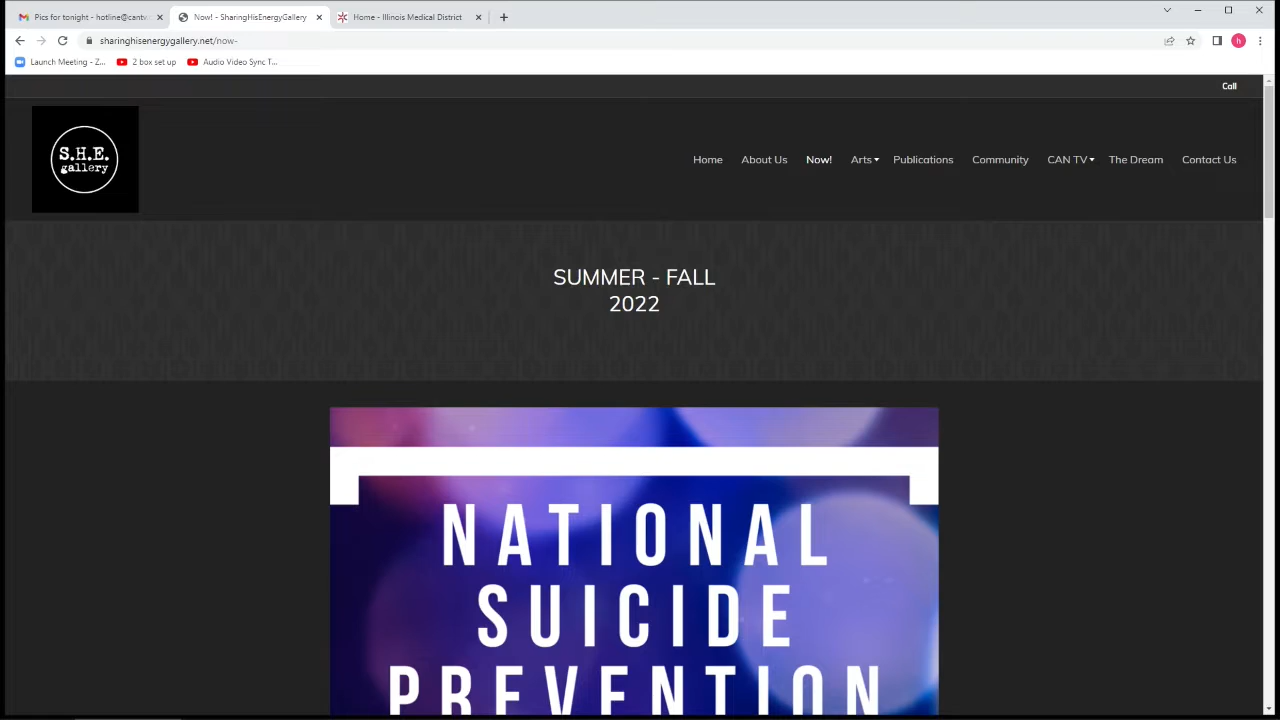 Pics for tonight - hotline@cantv
Now! - SharingHisEnergyGallery
Home - Illinois Medical District
sharinghisenergygallery.net/now-
h
Launch Meeting - Z...
2 box set up
Audio Video Sync T...
Call
S.H.E.
gallery
Home
About Us
Now!
Arts
Publications
Community
CAN TV
The Dream
Contact Us
SUMMER - FALL
2022
NATIONAL
SUICIDE
PREVENTION